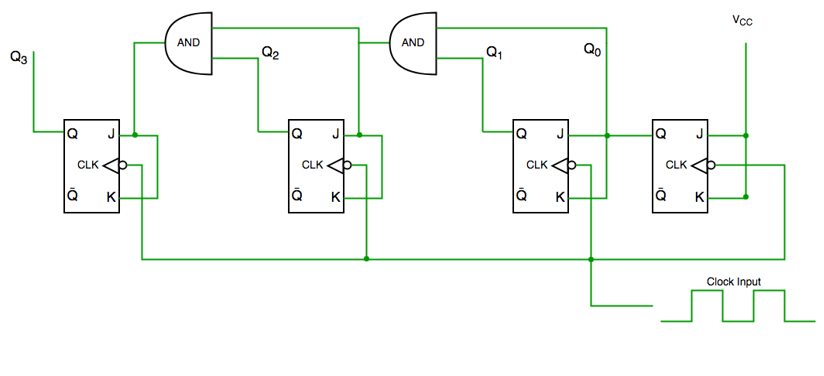 V_CC
AND
AND
Q₃
Q₂
Q₁
Q₀
Q J
CLK
Q̄ K
Q J
CLK
Q̄ K
Q J
CLK
Q̄ K
Q J
CLK
Q̄ K
Clock Input